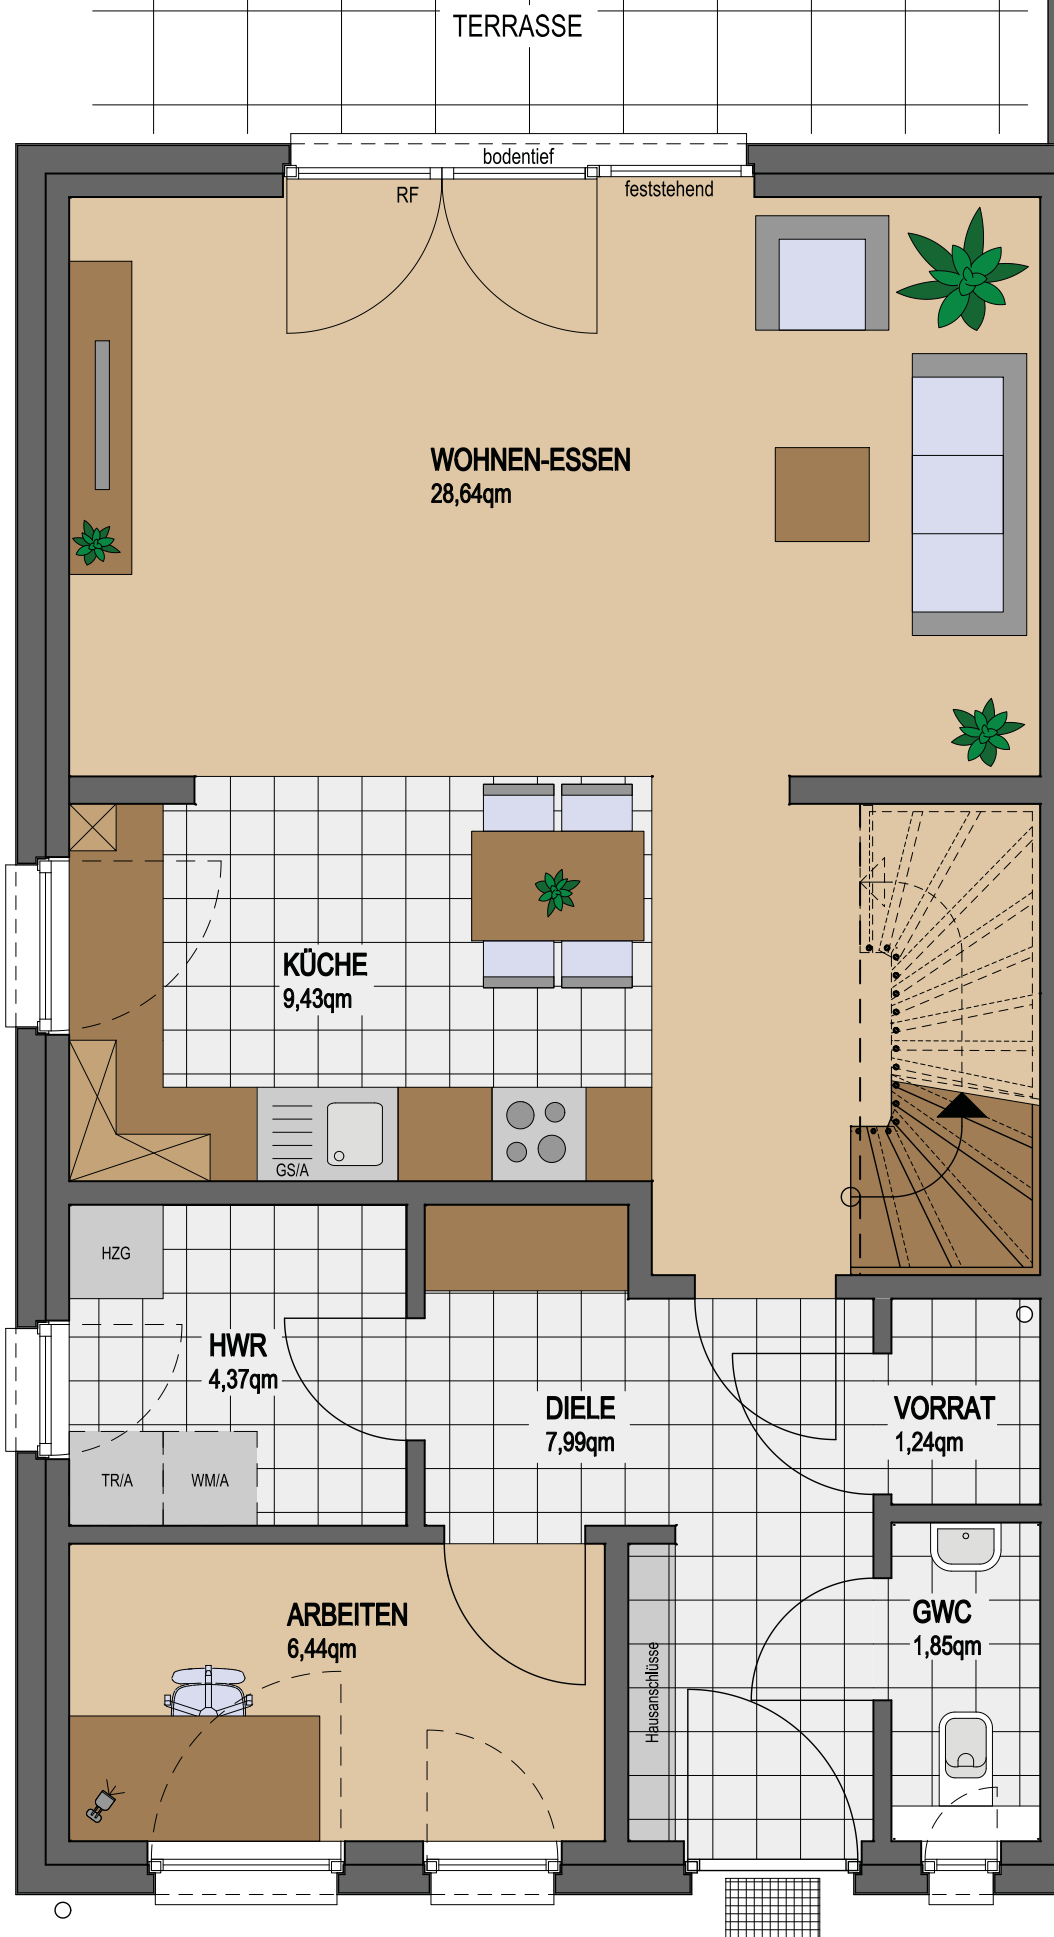 TERRASSE
bodentief
RF
feststehend
WOHNEN-ESSEN
28,64qm
KÜCHE
9,43qm
GS/A
HZG
HWR
4,37qm
DIELE
7,99qm
VORRAT
1,24qm
TR/A
WM/A
ARBEITEN
6,44qm
GWC
1,85qm
Hausanschlüsse